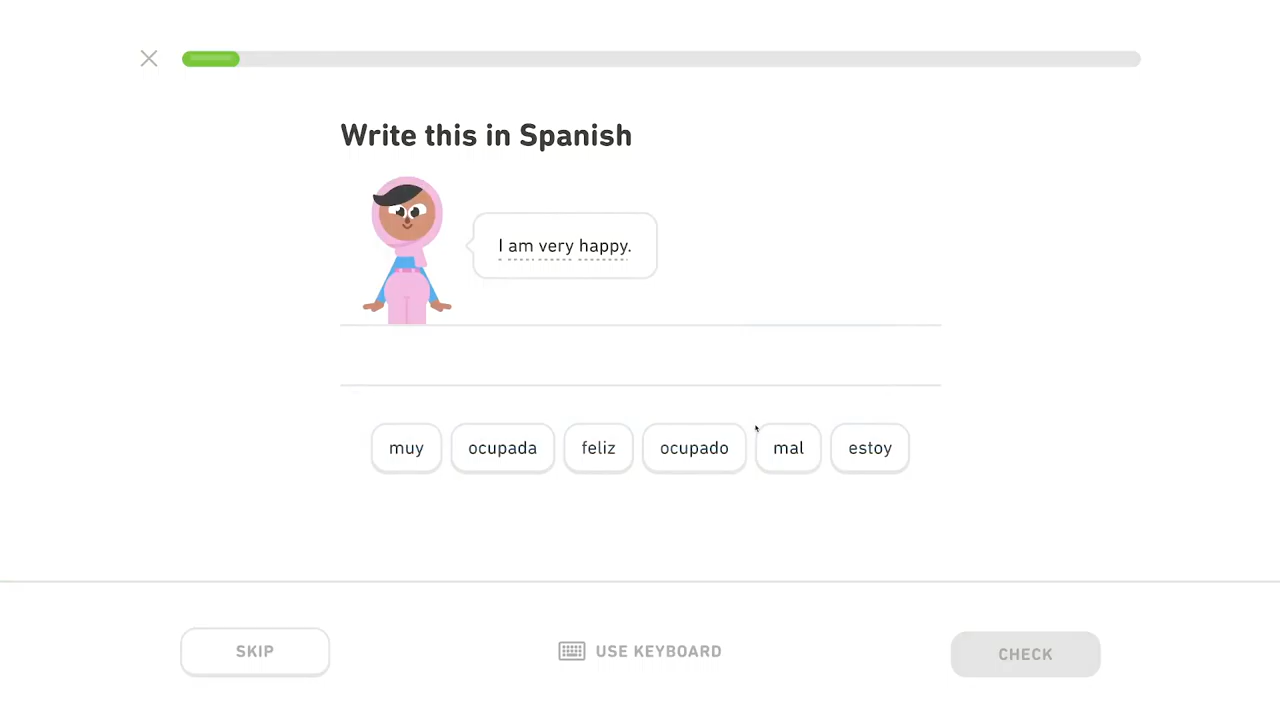 Write this in Spanish
I am very happy.
muy ocupada feliz ocupado mal estoy
SKIP USE KEYBOARD CHECK